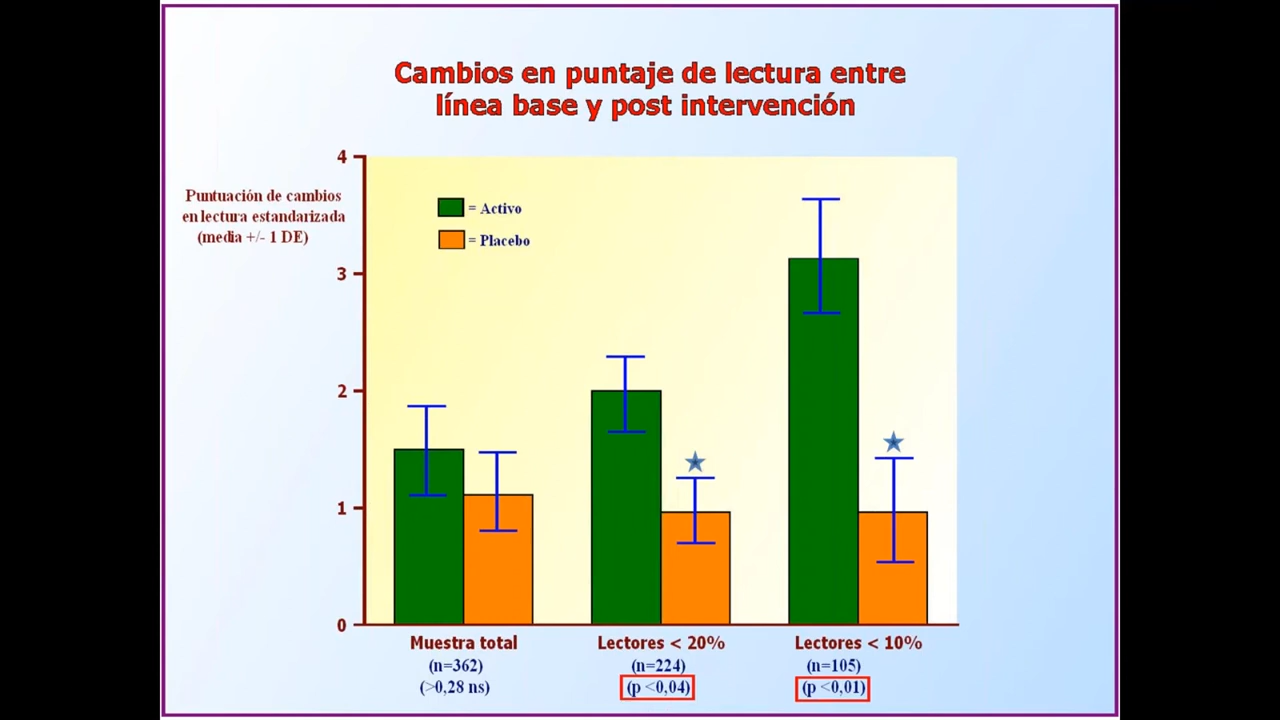 Cambios en puntaje de lectura entre
línea base y post intervención
Puntuación de cambios
en lectura estandarizada
(media +/- 1 DE)
4
3
2
1
0
= Activo
= Placebo
Muestra total
(n=362)
(>0,28 ns)
Lectores < 20%
(n=224)
(p <0,04)
Lectores < 10%
(n=105)
(p <0,01)